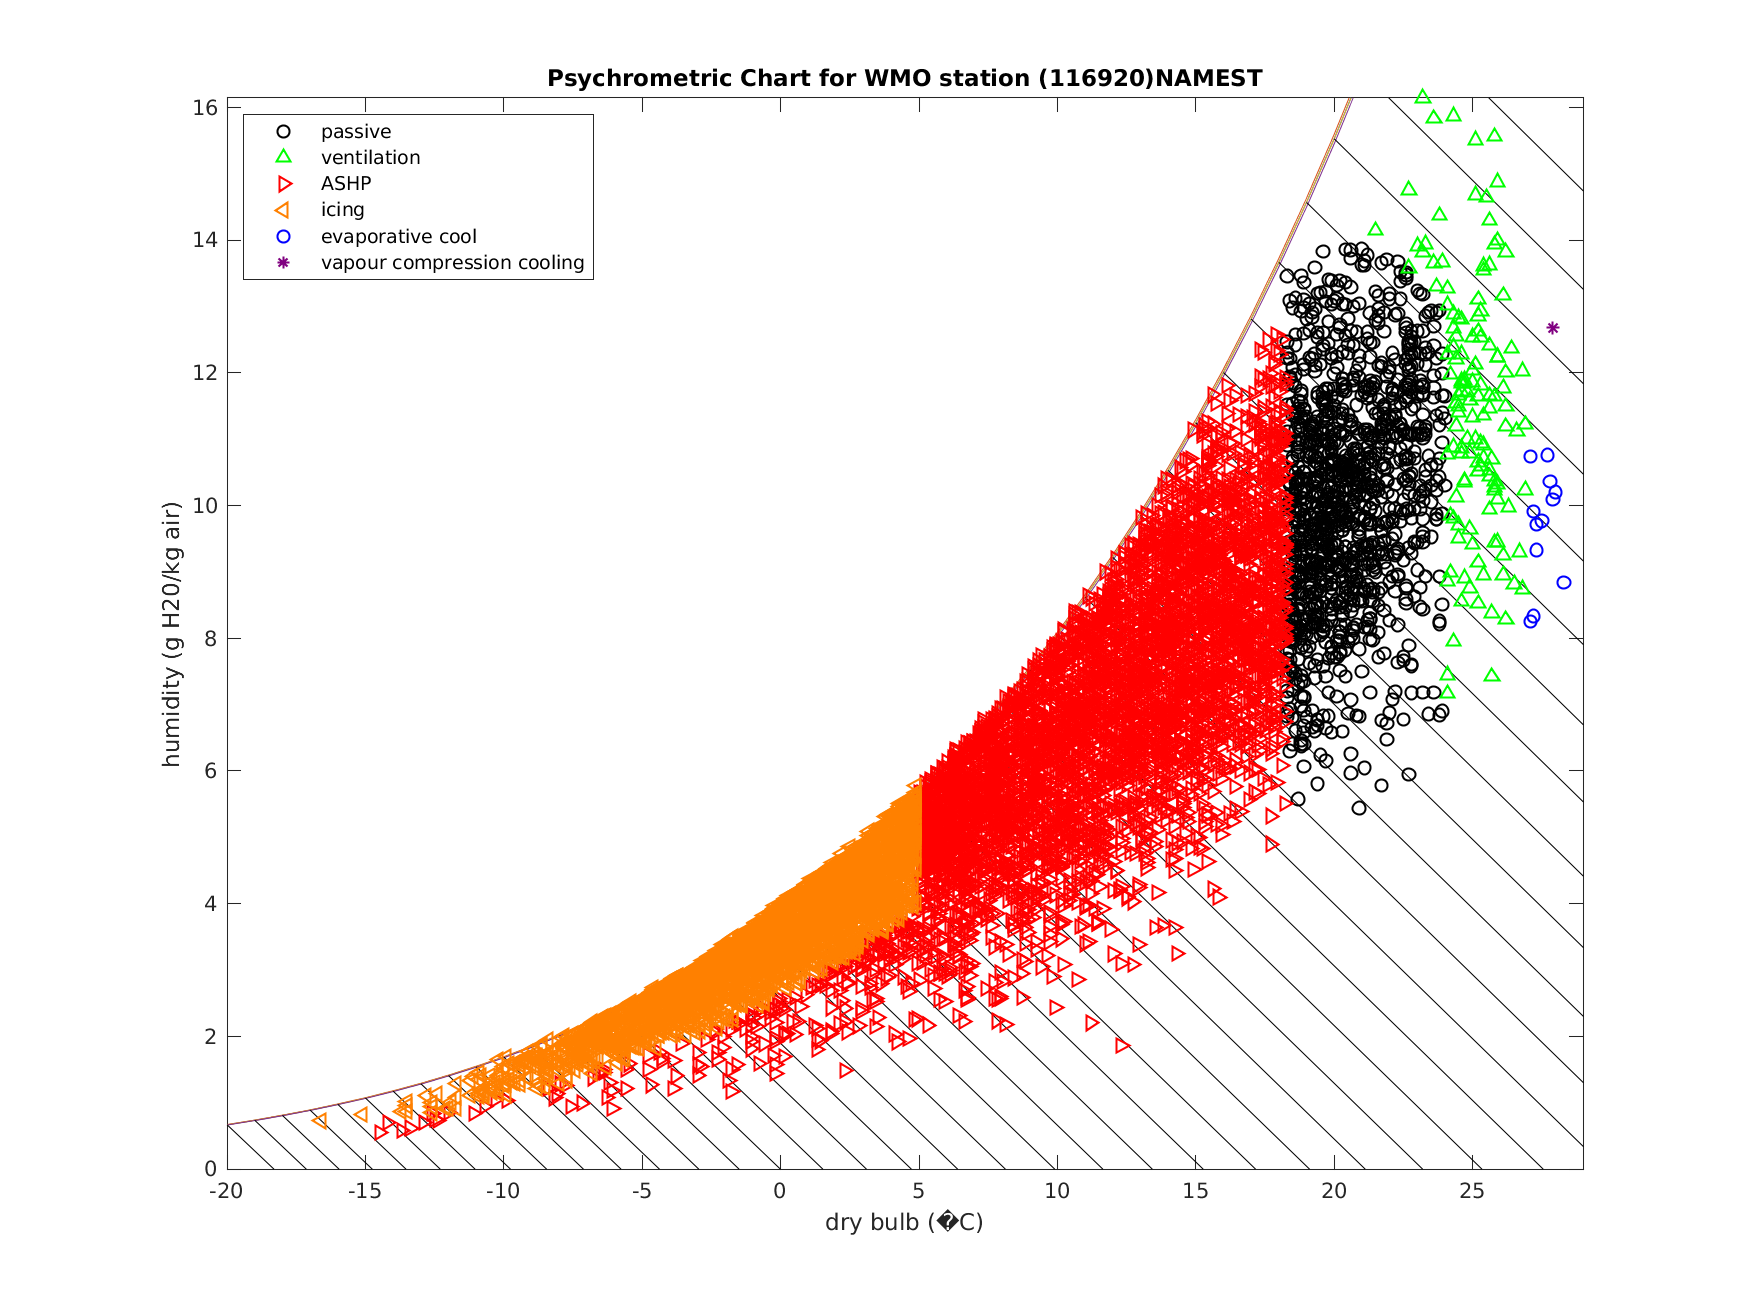 Psychrometric Chart for WMO station (116920)NAMEST
passive
ventilation
ASHP
icing
evaporative cool
vapour compression cooling
humidity (g H20/kg air)
16
14
12
10
8
6
4
2
0
-20 -15 -10 -5 0 5 10 15 20 25
dry bulb (�C)